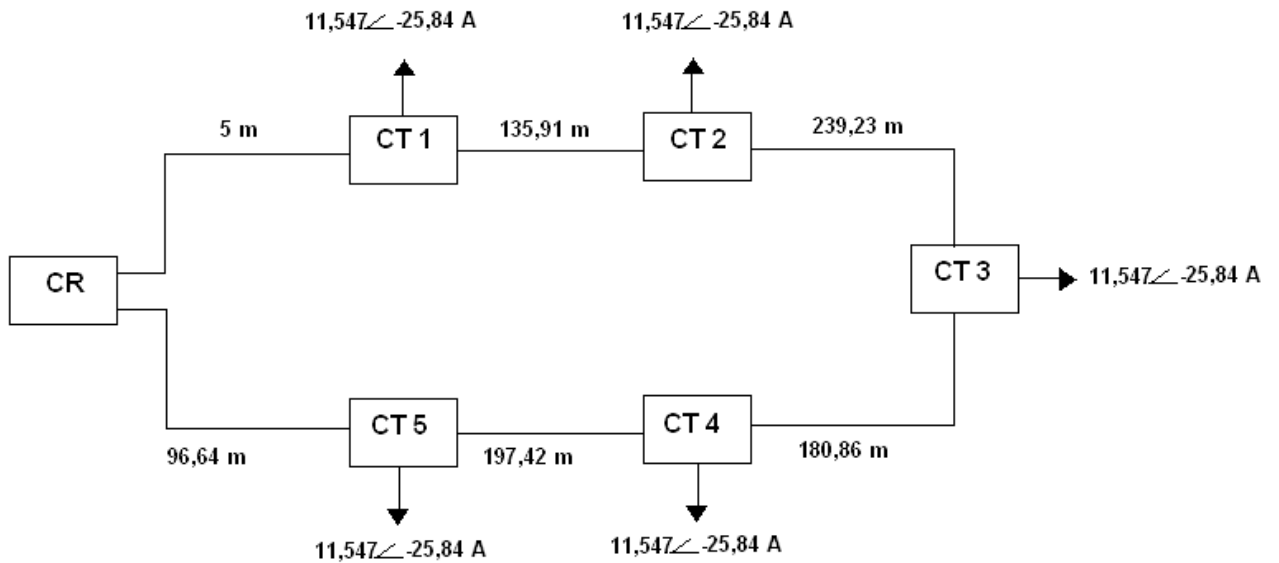 11,547∠ -25,84 A
11,547∠ -25,84 A
5 m
CT 1
135,91 m
CT 2
239,23 m
CR
CT 3
11,547∠ -25,84 A
96,64 m
CT 5
197,42 m
CT 4
180,86 m
11,547∠ -25,84 A
11,547∠ -25,84 A